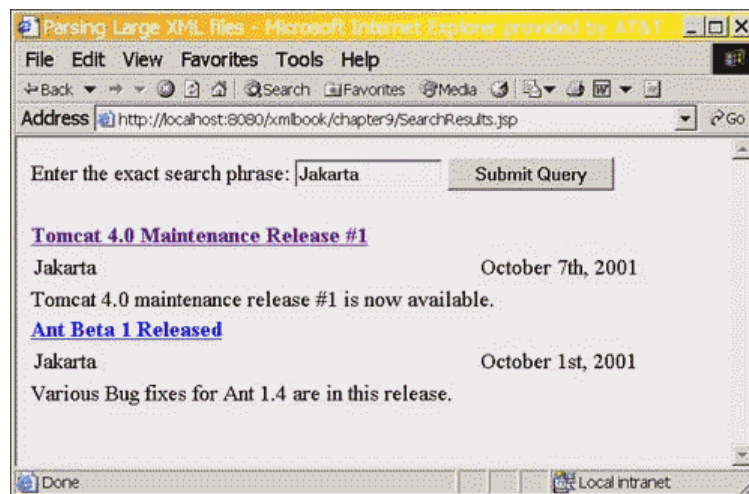 Parsing Large XML files - Microsoft Internet Explorer provided by AT&T
File Edit View Favorites Tools Help
Back Search Favorites Media
Address http://localhost:8080/xmlbook/chapter9/SearchResults.jsp Go
Enter the exact search phrase: Jakarta Submit Query
Tomcat 4.0 Maintenance Release #1
Jakarta October 7th, 2001
Tomcat 4.0 maintenance release #1 is now available.
Ant Beta 1 Released
Jakarta October 1st, 2001
Various Bug fixes for Ant 1.4 are in this release.
Done Local intranet